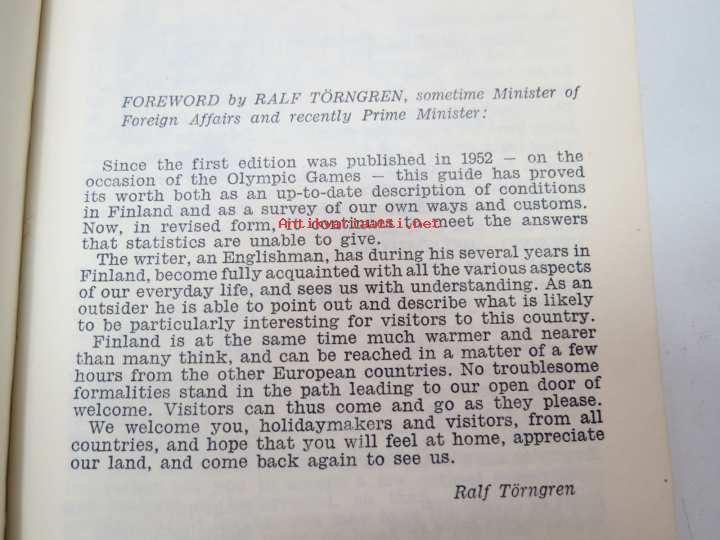 FOREWORD by RALF TÖRNGREN, sometime Minister of
Foreign Affairs and recently Prime Minister:
Since the first edition was published in 1952 — on the
occasion of the Olympic Games — this guide has proved
its worth both as an up-to-date description of conditions
in Finland and as a survey of our own ways and customs.
Now, in revised form, it continues to meet the answers
that statistics are unable to give.
The writer, an Englishman, has during his several years in
Finland, become fully acquainted with all the various aspects
of our everyday life, and sees us with understanding. As an
outsider he is able to point out and describe what is likely
to be particularly interesting for visitors to this country.
Finland is at the same time much warmer and nearer
than many think, and can be reached in a matter of a few
hours from the other European countries. No troublesome
formalities stand in the path leading to our open door of
welcome. Visitors can thus come and go as they please.
We welcome you, holidaymakers and visitors, from all
countries, and hope that you will feel at home, appreciate
our land, and come back again to see us.
Ralf Törngren